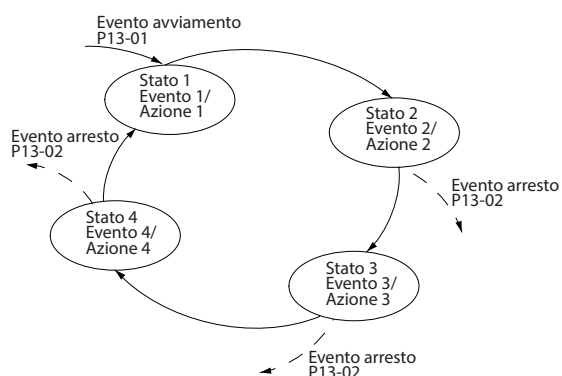 Evento avviamento
P13-01
Stato 1
Evento 1/
Azione 1
Stato 2
Evento 2/
Azione 2
Evento arresto
P13-02
Evento arresto
P13-02
Stato 4
Evento 4/
Azione 4
Stato 3
Evento 3/
Azione 3
Evento arresto
P13-02